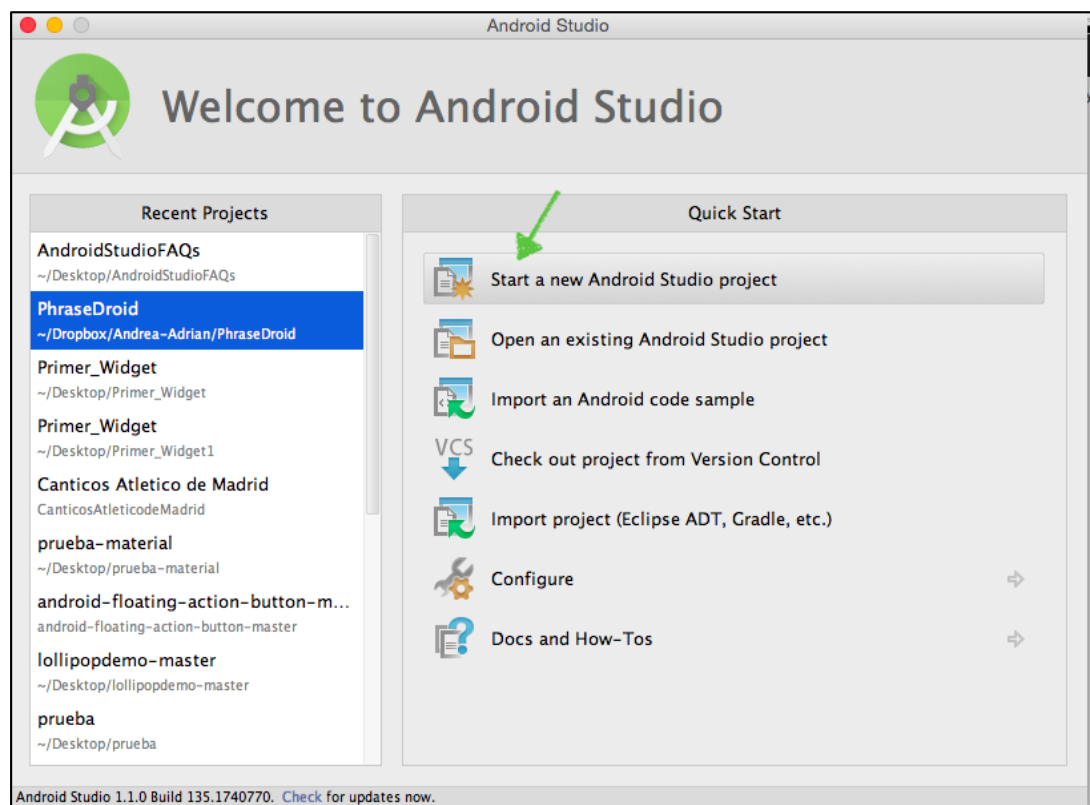 Android Studio
Welcome to Android Studio
Recent Projects
AndroidStudioFAQs
~/Desktop/AndroidStudioFAQs
PhraseDroid
~/Dropbox/Andrea-Adrian/PhraseDroid
Primer_Widget
~/Desktop/Primer_Widget
Primer_Widget
~/Desktop/Primer_Widget1
Canticos Atletico de Madrid
CanticosAtleticodeMadrid
prueba-material
~/Desktop/prueba-material
android-floating-action-button-m...
android-floating-action-button-master
lollipopdemo-master
~/Desktop/lollipopdemo-master
prueba
~/Desktop/prueba
Quick Start
Start a new Android Studio project
Open an existing Android Studio project
Import an Android code sample
VCS
Check out project from Version Control
Import project (Eclipse ADT, Gradle, etc.)
Configure
Docs and How-Tos
Android Studio 1.1.0 Build 135.1740770. Check for updates now.